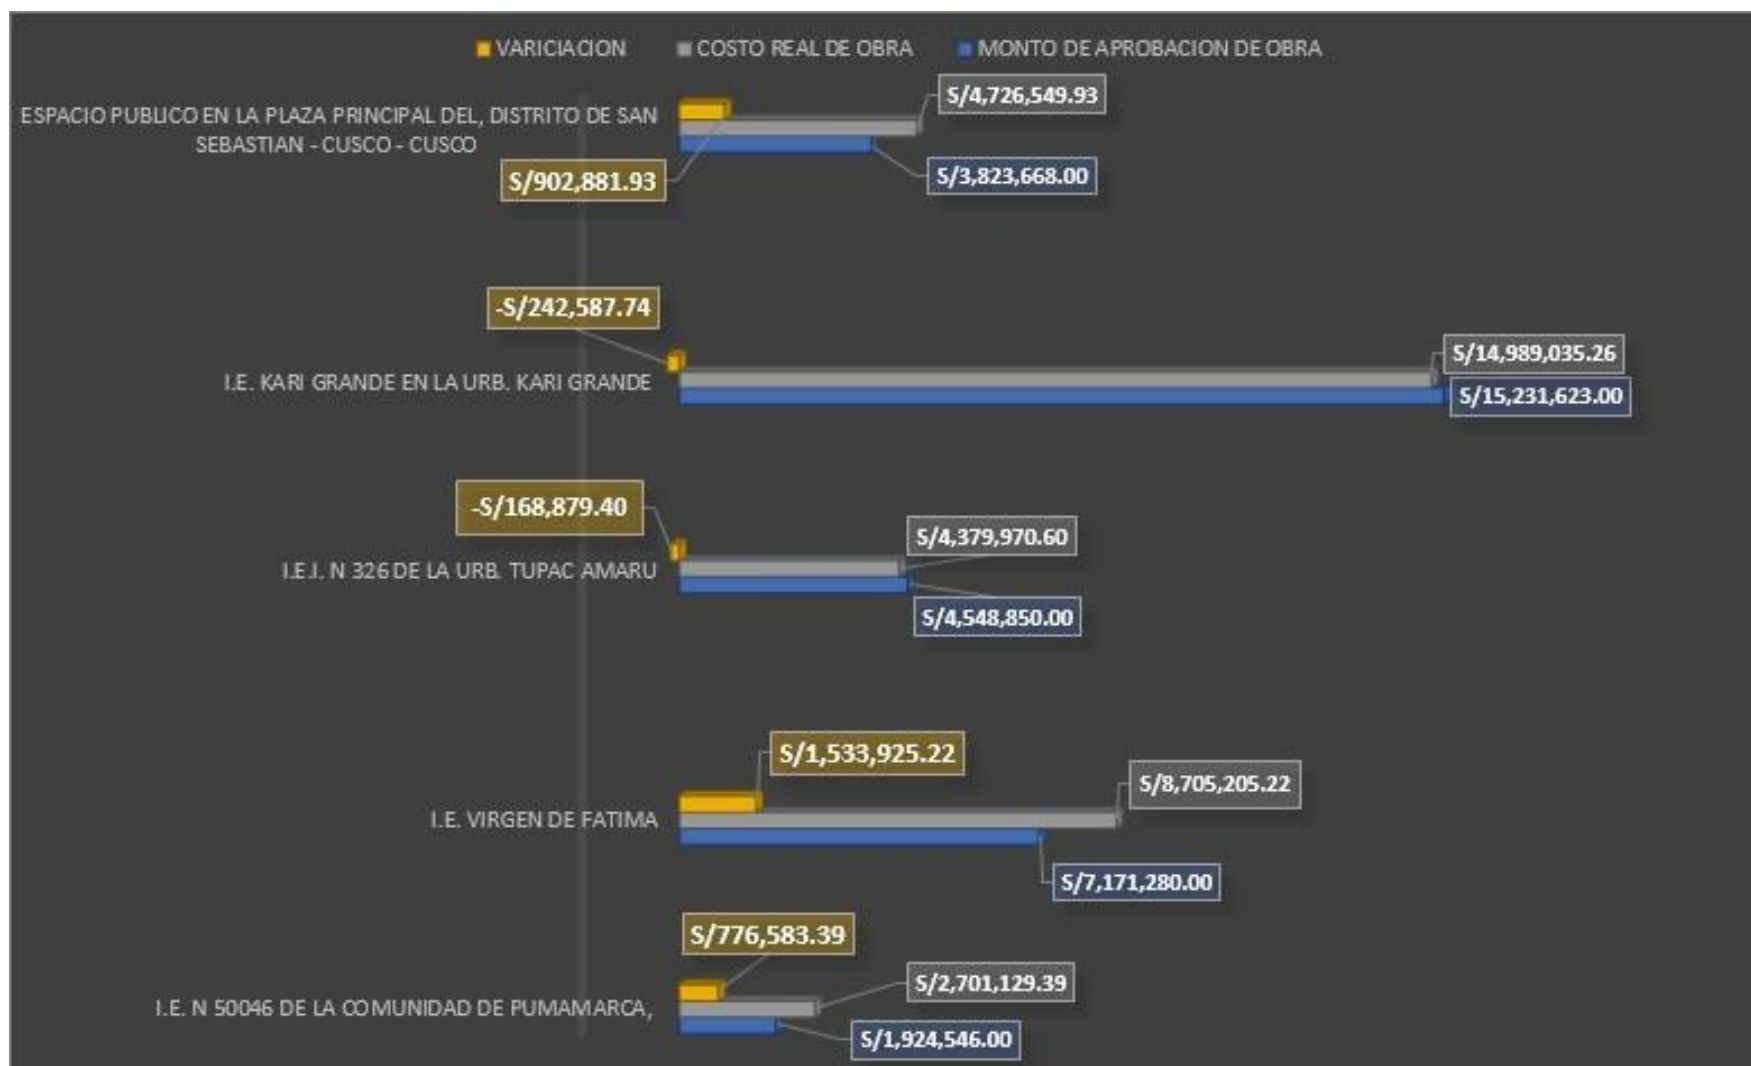 VARICIACION
COSTO REAL DE OBRA
MONTO DE APROBACION DE OBRA
S/4,726,549.93
ESPACIO PUBLICO EN LA PLAZA PRINCIPAL DEL, DISTRITO DE SAN
SEBASTIAN - CUSCO - CUSCO
S/902,881.93
S/3,823,668.00
-S/242,587.74
S/14,989,035.26
I.E. KARI GRANDE EN LA URB. KARI GRANDE
S/15,231,623.00
-S/168,879.40
S/4,379,970.60
I.E.I. N 326 DE LA URB. TUPAC AMARU
S/4,548,850.00
S/1,533,925.22
S/8,705,205.22
I.E. VIRGEN DE FATIMA
S/7,171,280.00
S/776,583.39
S/2,701,129.39
I.E. N 50046 DE LA COMUNIDAD DE PUMAMARCA,
S/1,924,546.00